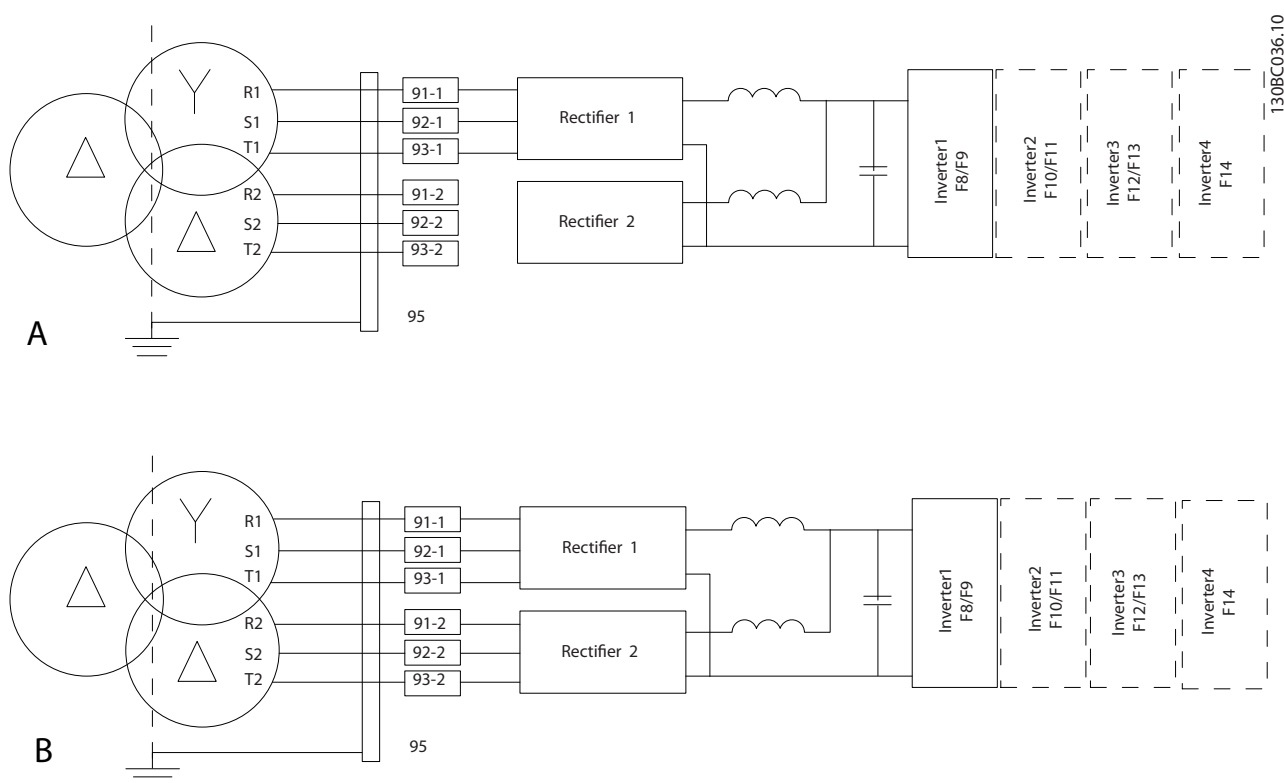 130BC036.10
R1
S1
T1
R2
S2
T2
91-1
92-1
93-1
91-2
92-2
93-2
Rectifier 1
Rectifier 2
Inverter1
F8/F9
Inverter2
F10/F11
Inverter3
F12/F13
Inverter4
F14
95
A
R1
S1
T1
R2
S2
T2
91-1
92-1
93-1
91-2
92-2
93-2
Rectifier 1
Rectifier 2
Inverter1
F8/F9
Inverter2
F10/F11
Inverter3
F12/F13
Inverter4
F14
95
B